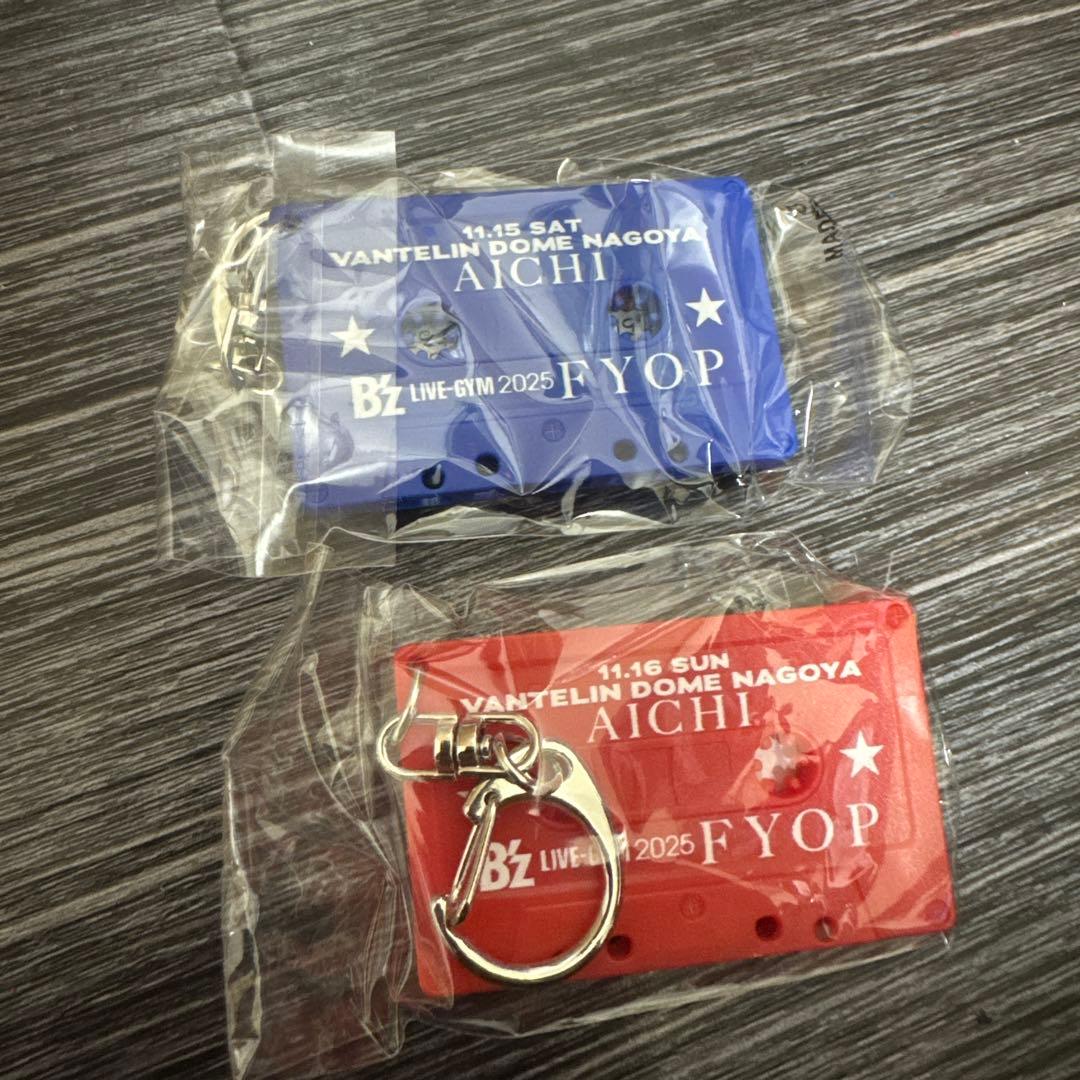 11.15 SAT
VANTELIN DOME NAGOYA
AICHI
B'z LIVE-GYM 2025 FYOP
11.16 SUN
VANTELIN DOME NAGOYA
AICHI
B'z 2025 FYOP